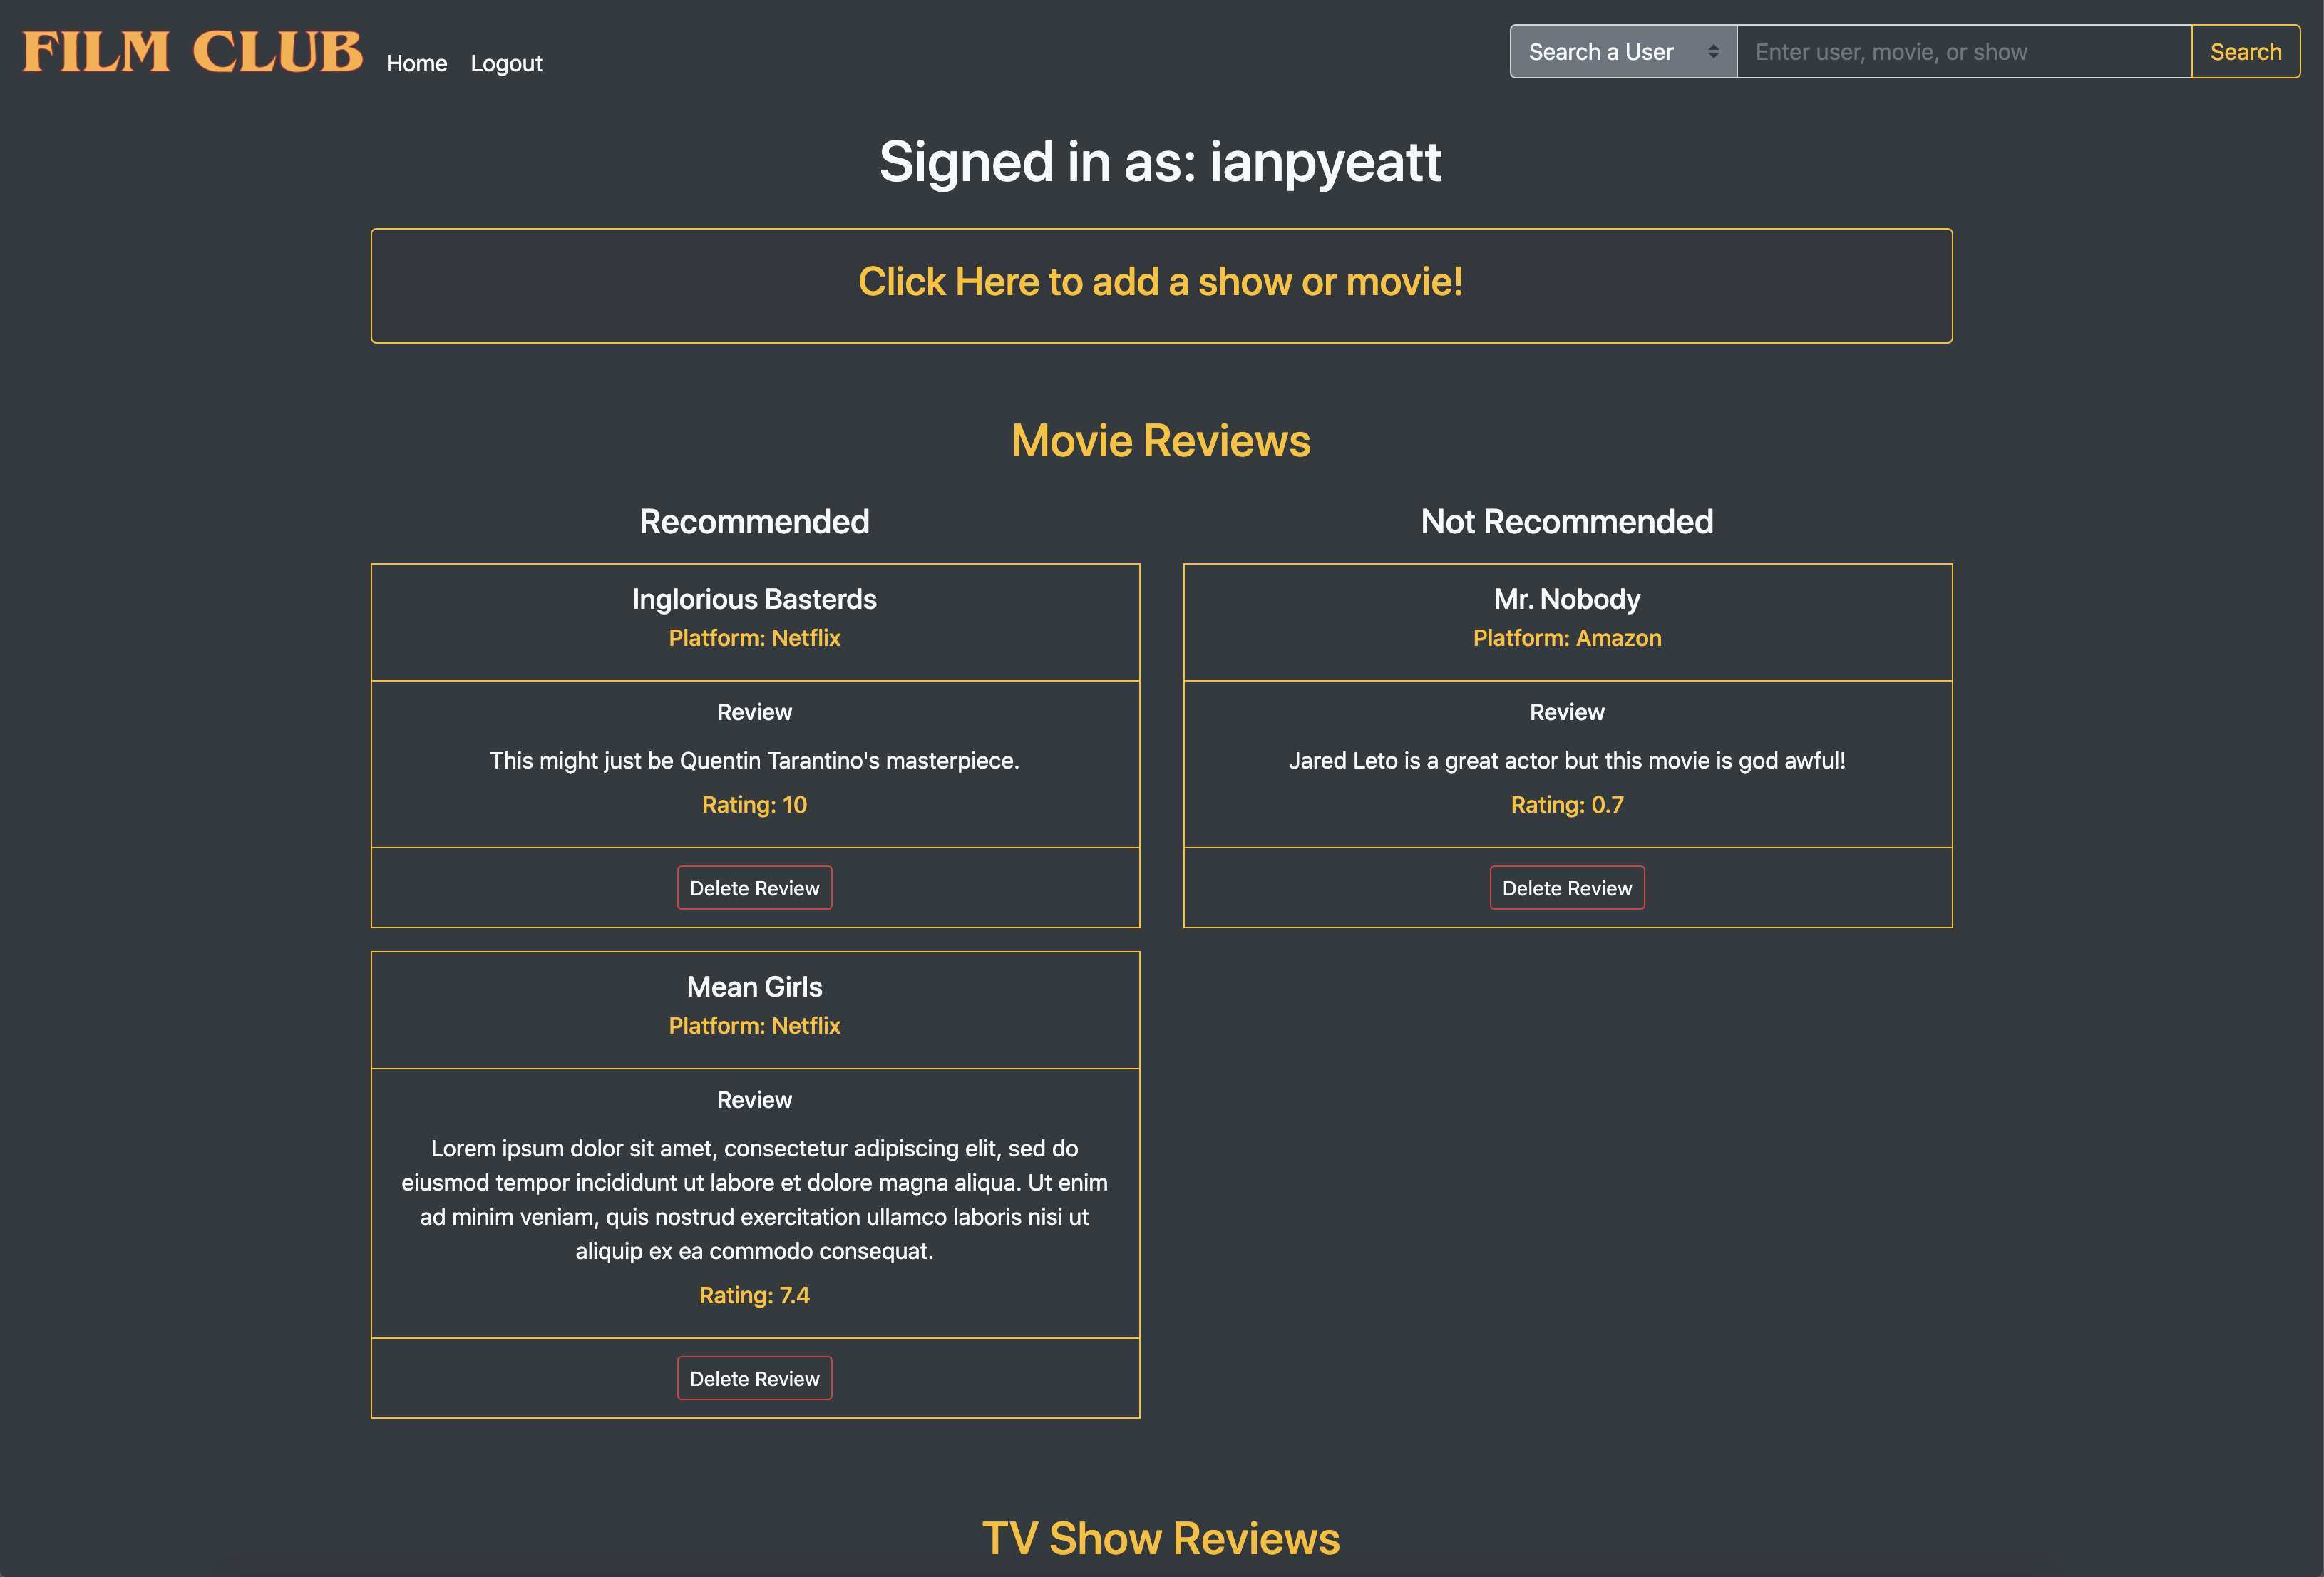 FILM CLUB
Home
Logout
Search a User
Enter user, movie, or show
Search
Signed in as: ianpyeatt
Click Here to add a show or movie!
Movie Reviews
Recommended
Inglorious Basterds
Platform: Netflix
Review
This might just be Quentin Tarantino's masterpiece.
Rating: 10
Delete Review
Mean Girls
Platform: Netflix
Review
Lorem ipsum dolor sit amet, consectetur adipiscing elit, sed do
eiusmod tempor incididunt ut labore et dolore magna aliqua. Ut enim
ad minim veniam, quis nostrud exercitation ullamco laboris nisi ut
aliquip ex ea commodo consequat.
Rating: 7.4
Delete Review
Not Recommended
Mr. Nobody
Platform: Amazon
Review
Jared Leto is a great actor but this movie is god awful!
Rating: 0.7
Delete Review
TV Show Reviews